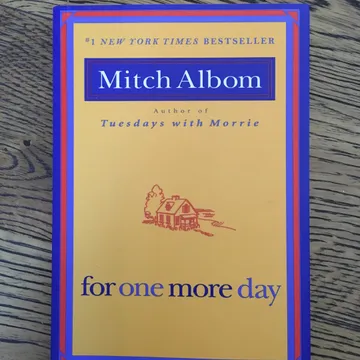 #1 NEW YORK TIMES BESTSELLER
Mitch Albom
Author of
Tuesdays with Morrie
for one more day